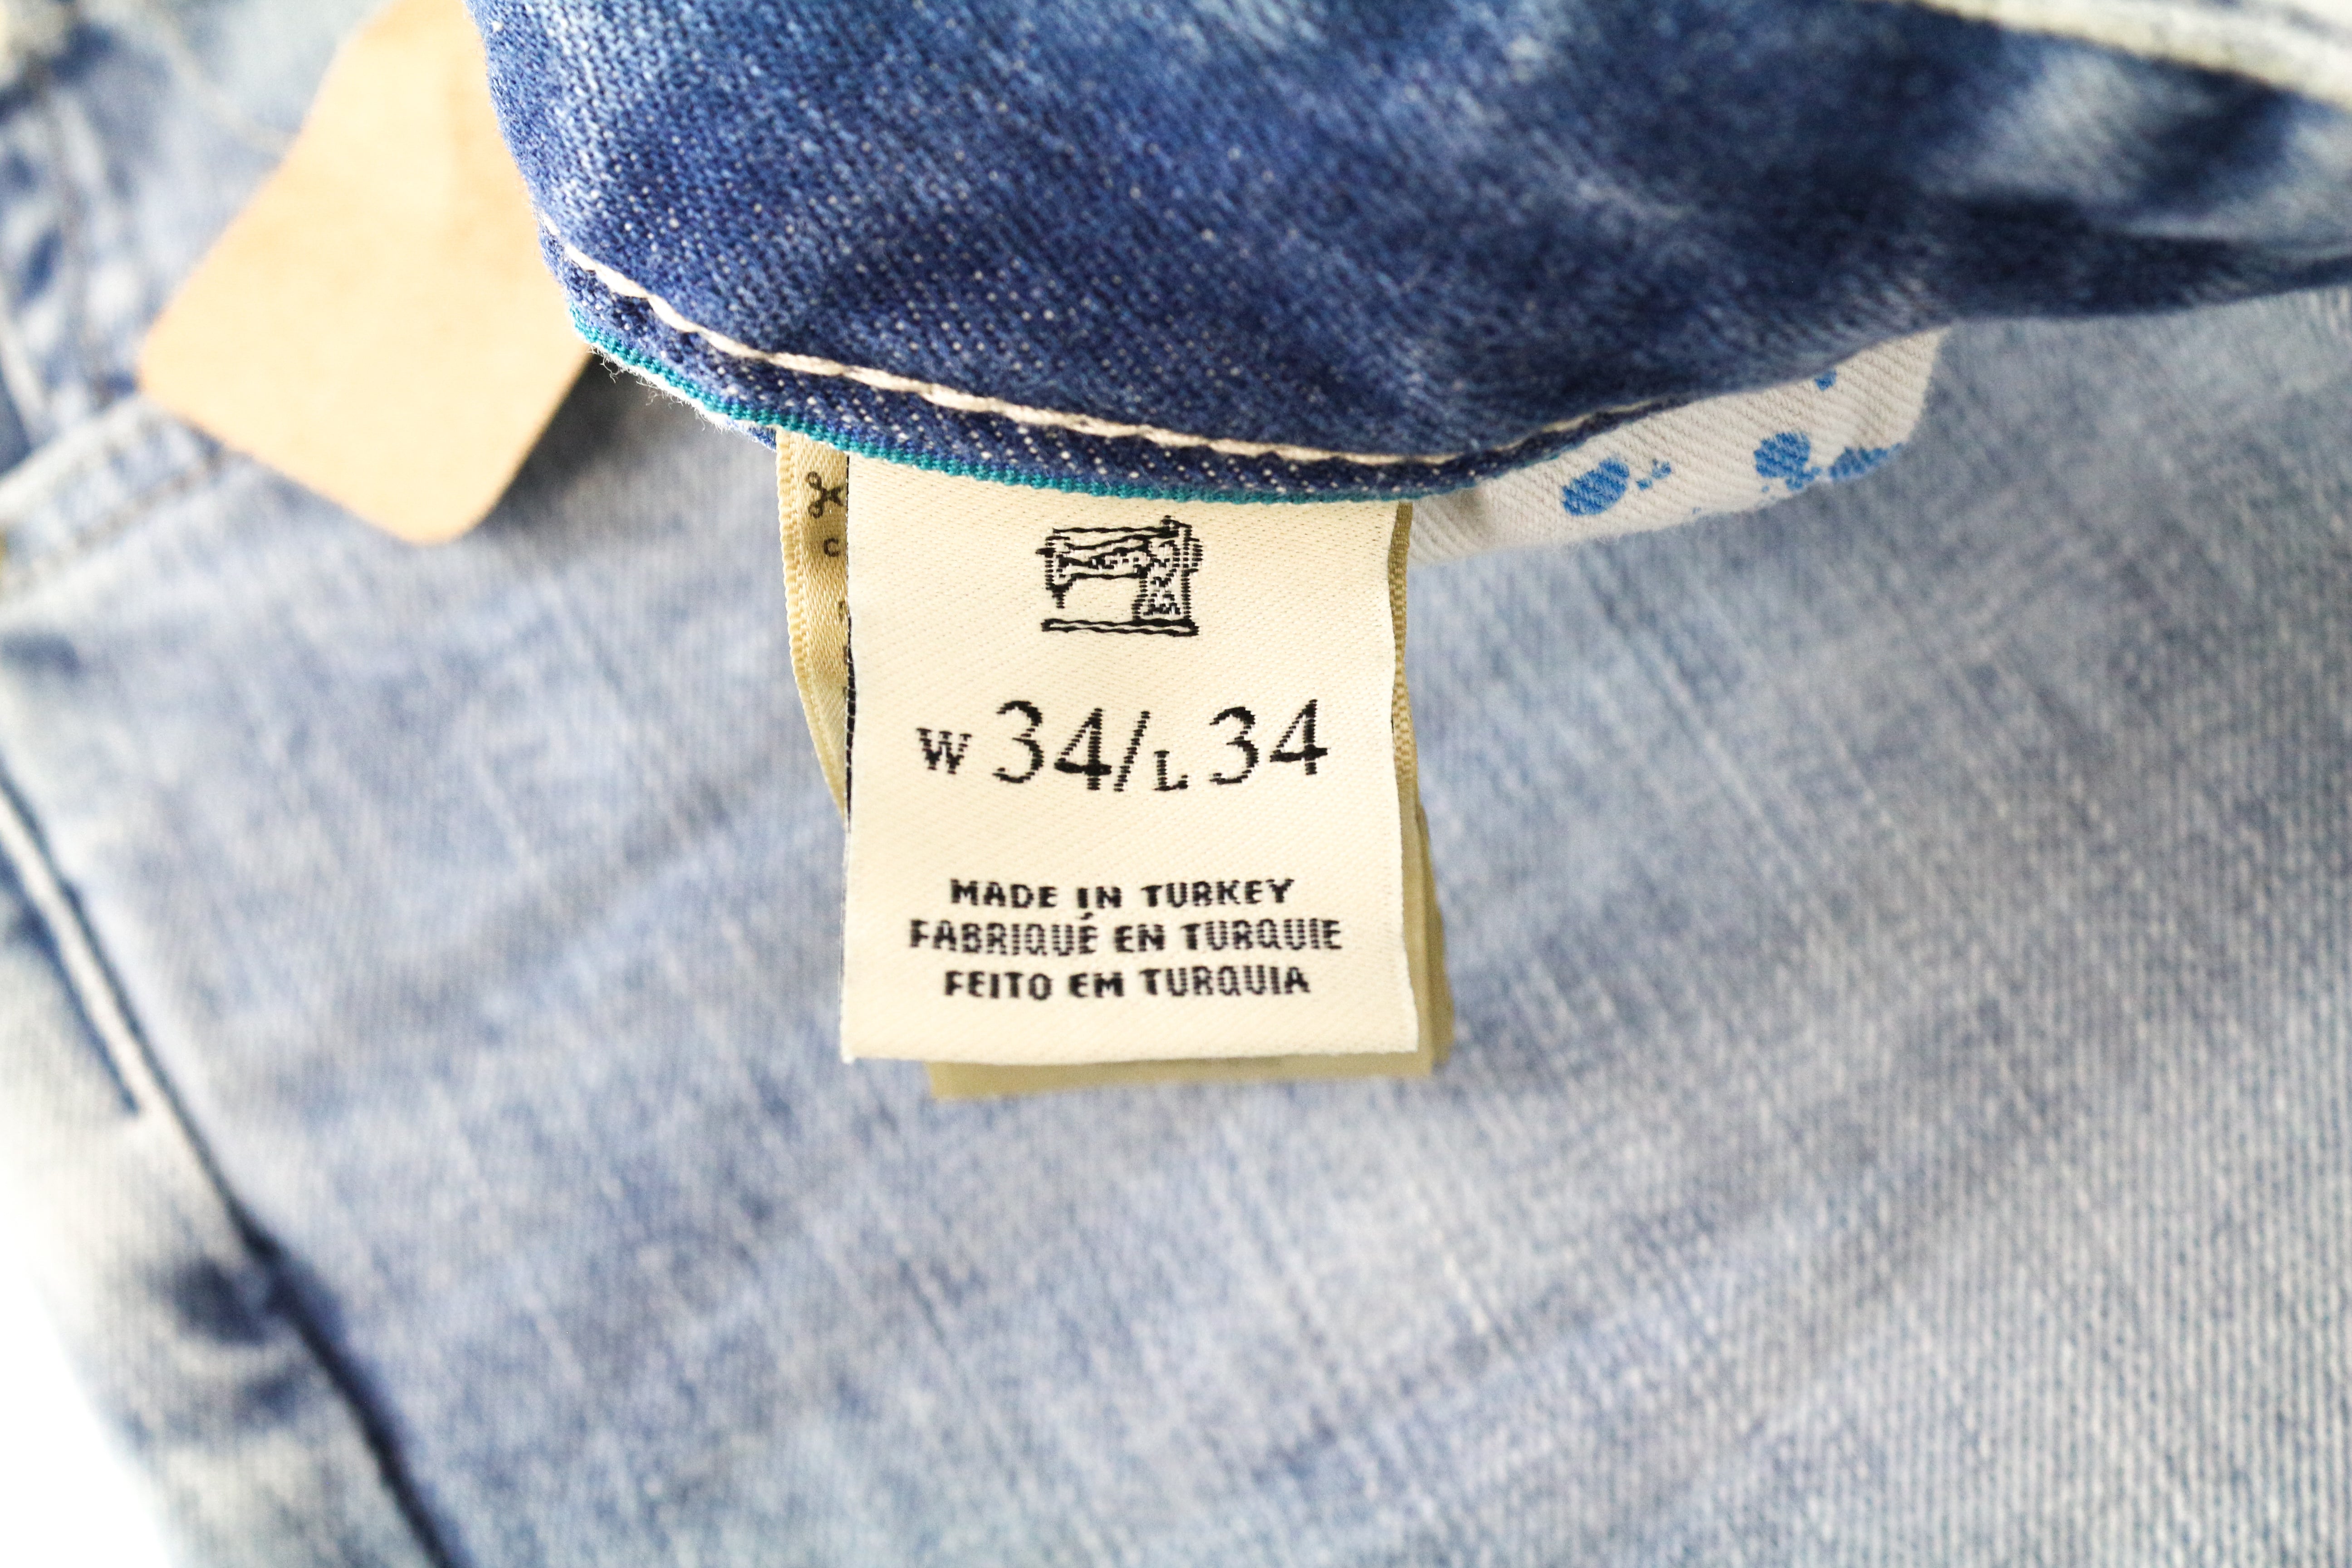 W 34/L 34
MADE IN TURKEY
FABRIQUÉ EN TURQUIE
FEITO EM TURQUIA